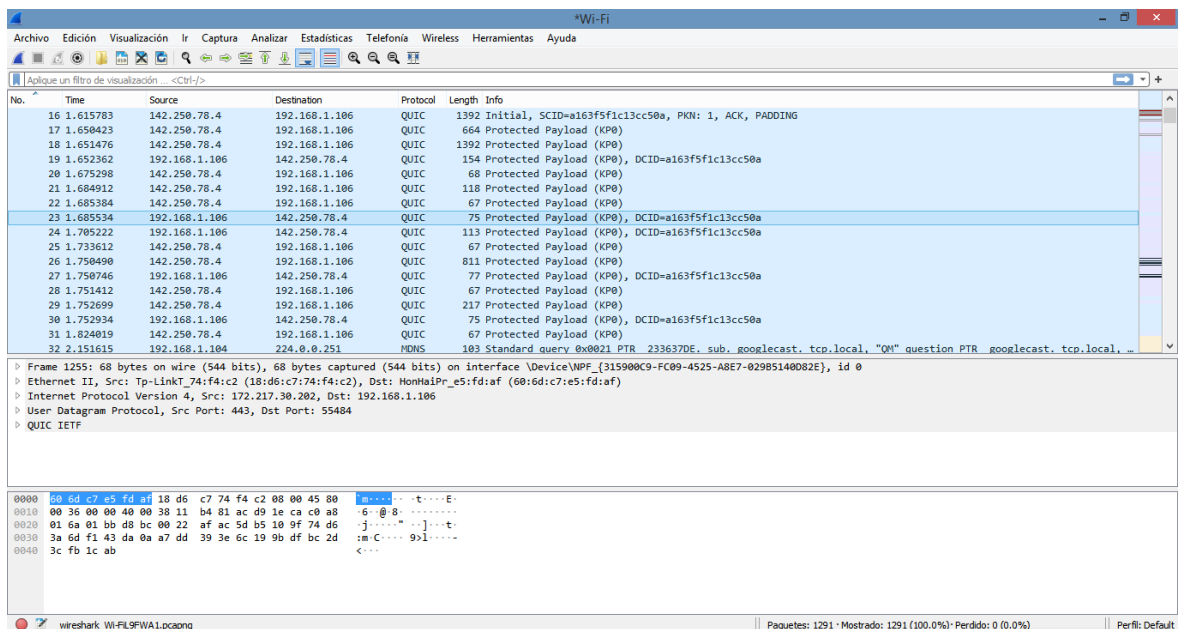 *Wi-Fi
Archivo Edición Visualización Ir Captura Analizar Estadísticas Telefonía Wireless Herramientas Ayuda
Aplique un filtro de visualización ... <Ctrl-/>
No. Time Source Destination Protocol Length Info
16 1.615783 142.250.78.4 192.168.1.106 QUIC 1392 Initial, SCID=a163f5f1c13cc50a, PKN: 1, ACK, PADDING
17 1.650423 142.250.78.4 192.168.1.106 QUIC 664 Protected Payload (KP0)
18 1.651476 142.250.78.4 192.168.1.106 QUIC 1392 Protected Payload (KP0)
19 1.652362 192.168.1.106 142.250.78.4 QUIC 154 Protected Payload (KP0), DCID=a163f5f1c13cc50a
20 1.675298 142.250.78.4 192.168.1.106 QUIC 68 Protected Payload (KP0)
21 1.684912 142.250.78.4 192.168.1.106 QUIC 118 Protected Payload (KP0)
22 1.685384 142.250.78.4 192.168.1.106 QUIC 67 Protected Payload (KP0)
23 1.685534 192.168.1.106 142.250.78.4 QUIC 75 Protected Payload (KP0), DCID=a163f5f1c13cc50a
24 1.705222 192.168.1.106 142.250.78.4 QUIC 113 Protected Payload (KP0), DCID=a163f5f1c13cc50a
25 1.733612 142.250.78.4 192.168.1.106 QUIC 67 Protected Payload (KP0)
26 1.750490 142.250.78.4 192.168.1.106 QUIC 811 Protected Payload (KP0)
27 1.750746 192.168.1.106 142.250.78.4 QUIC 77 Protected Payload (KP0), DCID=a163f5f1c13cc50a
28 1.751412 142.250.78.4 192.168.1.106 QUIC 67 Protected Payload (KP0)
29 1.752699 142.250.78.4 192.168.1.106 QUIC 217 Protected Payload (KP0)
30 1.752934 192.168.1.106 142.250.78.4 QUIC 75 Protected Payload (KP0), DCID=a163f5f1c13cc50a
31 1.824019 142.250.78.4 192.168.1.106 QUIC 67 Protected Payload (KP0)
32 2.151615 192.168.1.104 224.0.0.251 MDNS 103 Standard query 0x0021 PTR _233637DE._sub._googlecast._tcp.local, "QM" question PTR _googlecast._tcp.local, …
Frame 1255: 68 bytes on wire (544 bits), 68 bytes captured (544 bits) on interface \Device\NPF_{315900C9-FC09-4525-A8E7-029B5140D82E}, id 0
Ethernet II, Src: Tp-LinkT_74:f4:c2 (18:d6:c7:74:f4:c2), Dst: HonHaiPr_e5:fd:af (60:6d:c7:e5:fd:af)
Internet Protocol Version 4, Src: 172.217.30.202, Dst: 192.168.1.106
User Datagram Protocol, Src Port: 443, Dst Port: 55484
QUIC IETF
0000 60 6d c7 e5 fd af 18 d6 c7 74 f4 c2 08 00 45 80 `m······ ·t····E·
0010 00 36 00 00 40 00 38 11 b4 81 ac d9 1e ca c0 a8 ·6··@·8· ········
0020 01 6a 01 bb d8 bc 00 22 af ac 5d b5 10 9f 74 d6 ·j·····" ··]···t·
0030 3a 6d f1 43 da 0a a7 dd 39 3e 6c 19 9b df bc 2d :m·C···· 9>l····-
0040 3c fb 1c ab <···
wireshark_Wi-FiL9FWA1.pcapng Paquetes: 1291 · Mostrado: 1291 (100.0%) · Perdido: 0 (0.0%) Perfil: Default